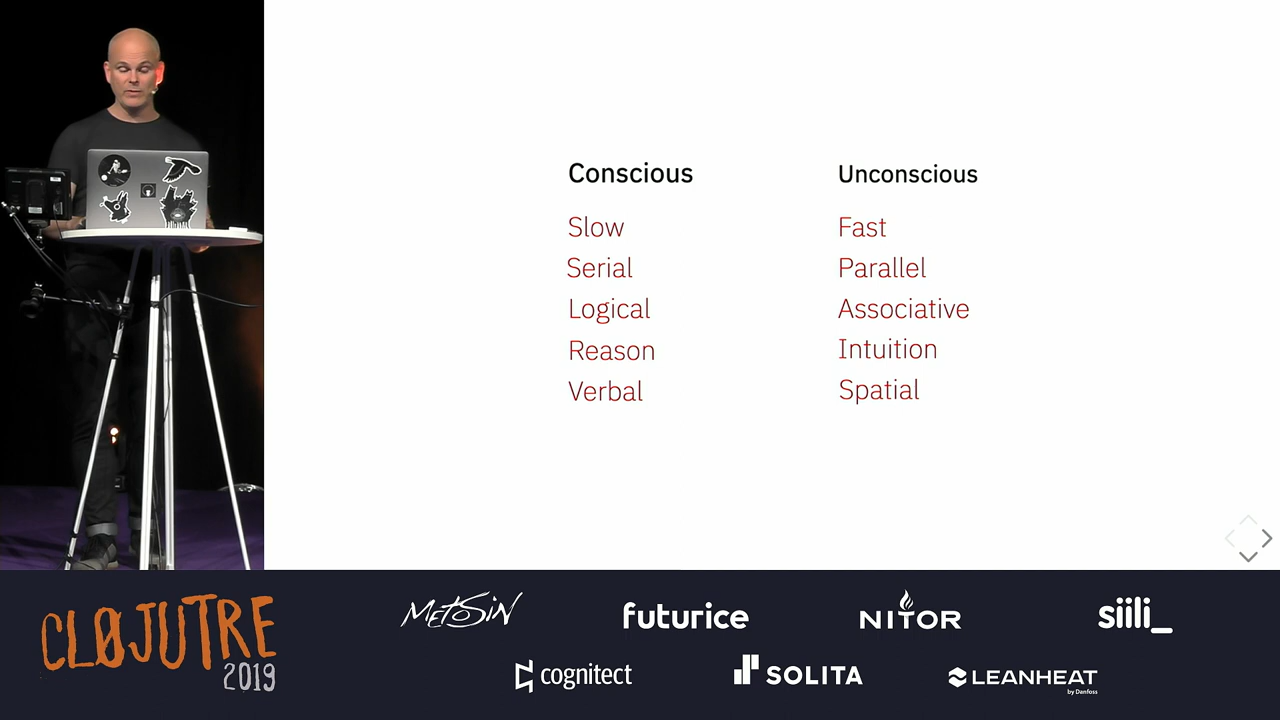 Conscious Unconscious
Slow Fast
Serial Parallel
Logical Associative
Reason Intuition
Verbal Spatial
CLØJUTRE
2019
METOSIN
futurice
NITOR
siili_
cognitect
SOLITA
LEANHEAT
by Danfoss